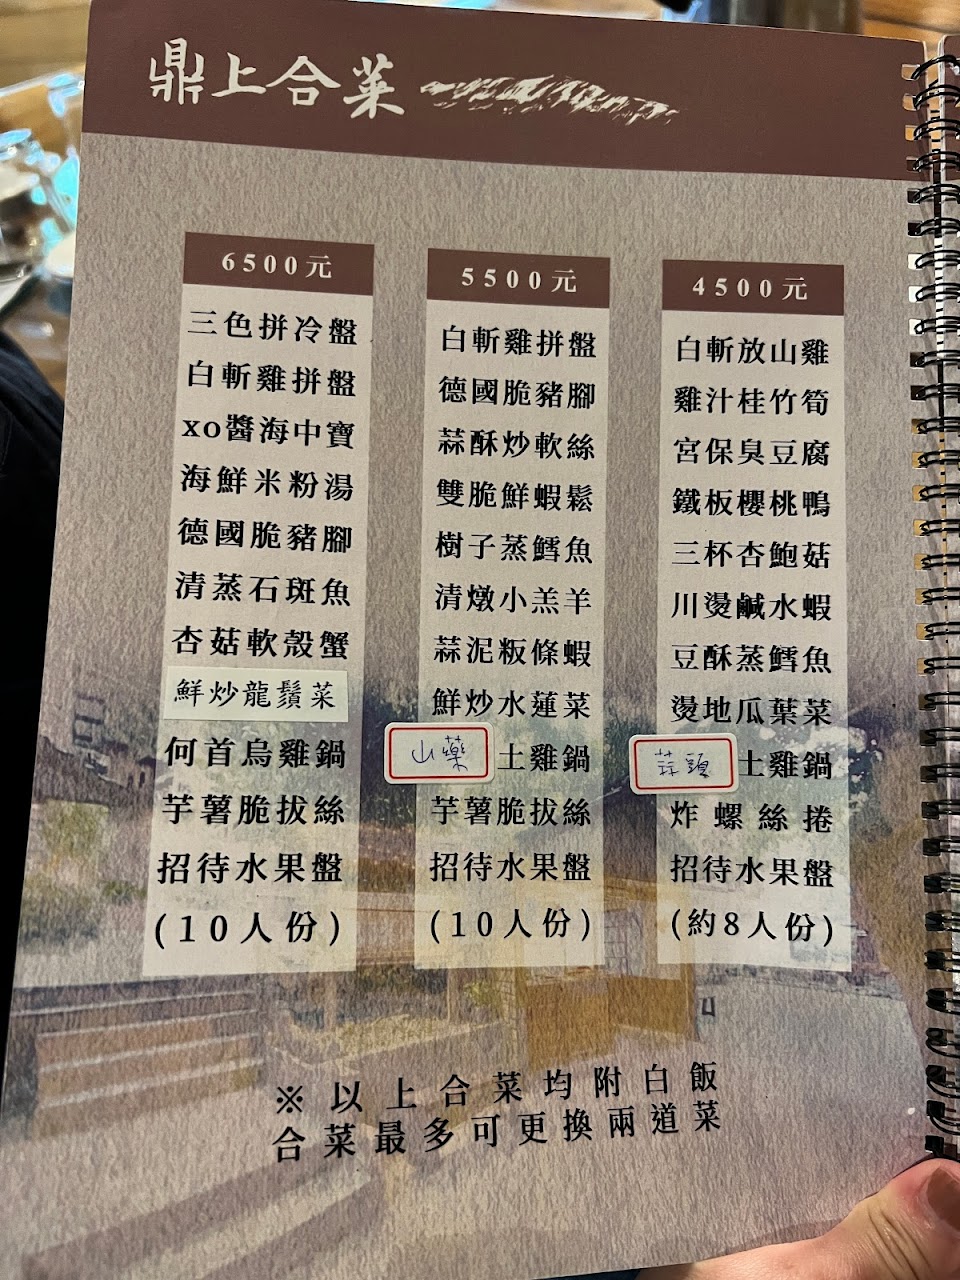 鼎上合菜
6500元
三色拼冷盤
白斬雞拼盤
xo醬海中寶
海鮮米粉湯
德國脆豬腳
清蒸石斑魚
杏菇軟殼蟹
鮮炒龍鬚菜
何首烏雞鍋
芋薯脆拔絲
招待水果盤
(10人份)
5500元
白斬雞拼盤
德國脆豬腳
蒜酥炒軟絲
雙脆鮮蝦鬆
樹子蒸鱈魚
清燉小羔羊
蒜泥粄條蝦
鮮炒水蓮菜
山藥土雞鍋
芋薯脆拔絲
招待水果盤
(10人份)
4500元
白斬放山雞
雞汁桂竹筍
宮保臭豆腐
鐵板櫻桃鴨
三杯杏鮑菇
川燙鹹水蝦
豆酥蒸鱈魚
燙地瓜葉菜
蒜頭土雞鍋
炸螺絲捲
招待水果盤
(約8人份)
※以上合菜均附白飯
合菜最多可更換兩道菜